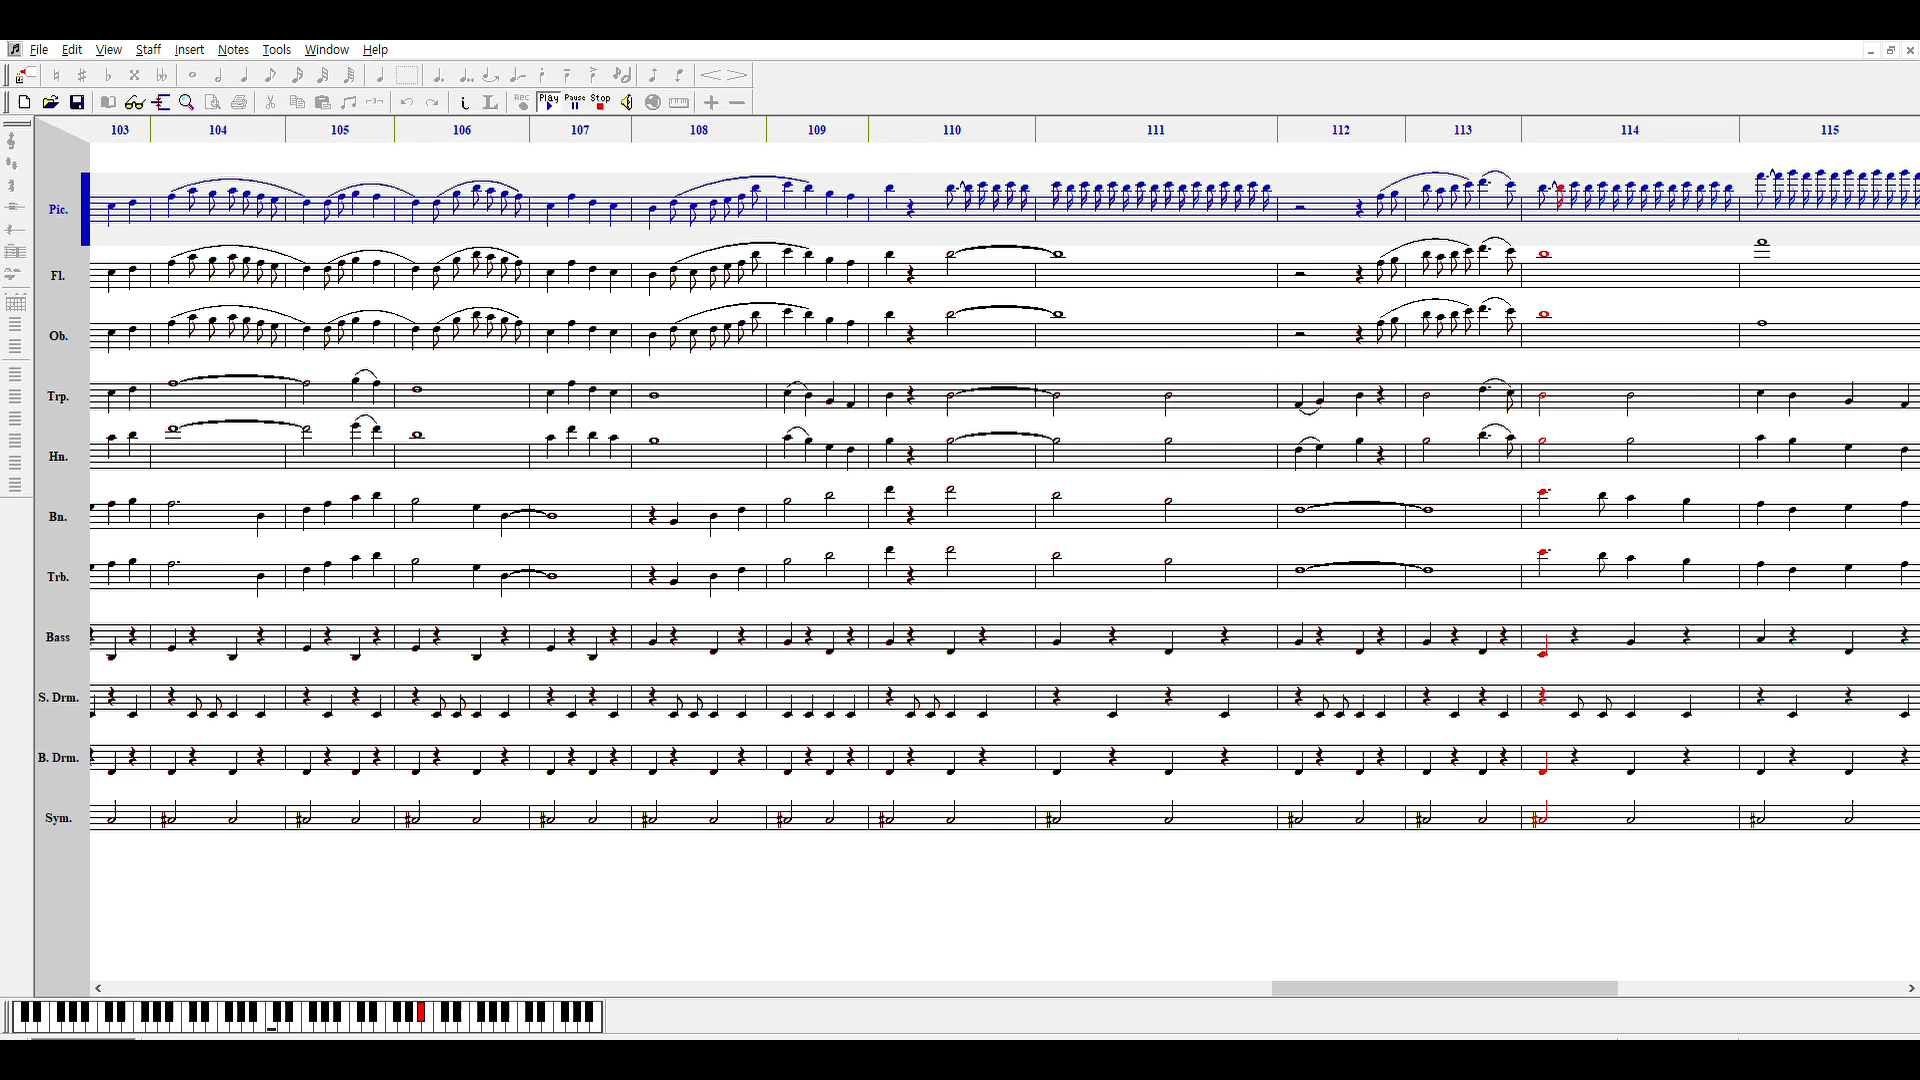 File Edit View Staff Insert Notes Tools Window Help
Rec Play Pause Stop
103 104 105 106 107 108 109 110 111 112 113 114 115
Pic.
Fl.
Ob.
Trp.
Hn.
Bn.
Trb.
Bass
S. Drm.
B. Drm.
Sym.